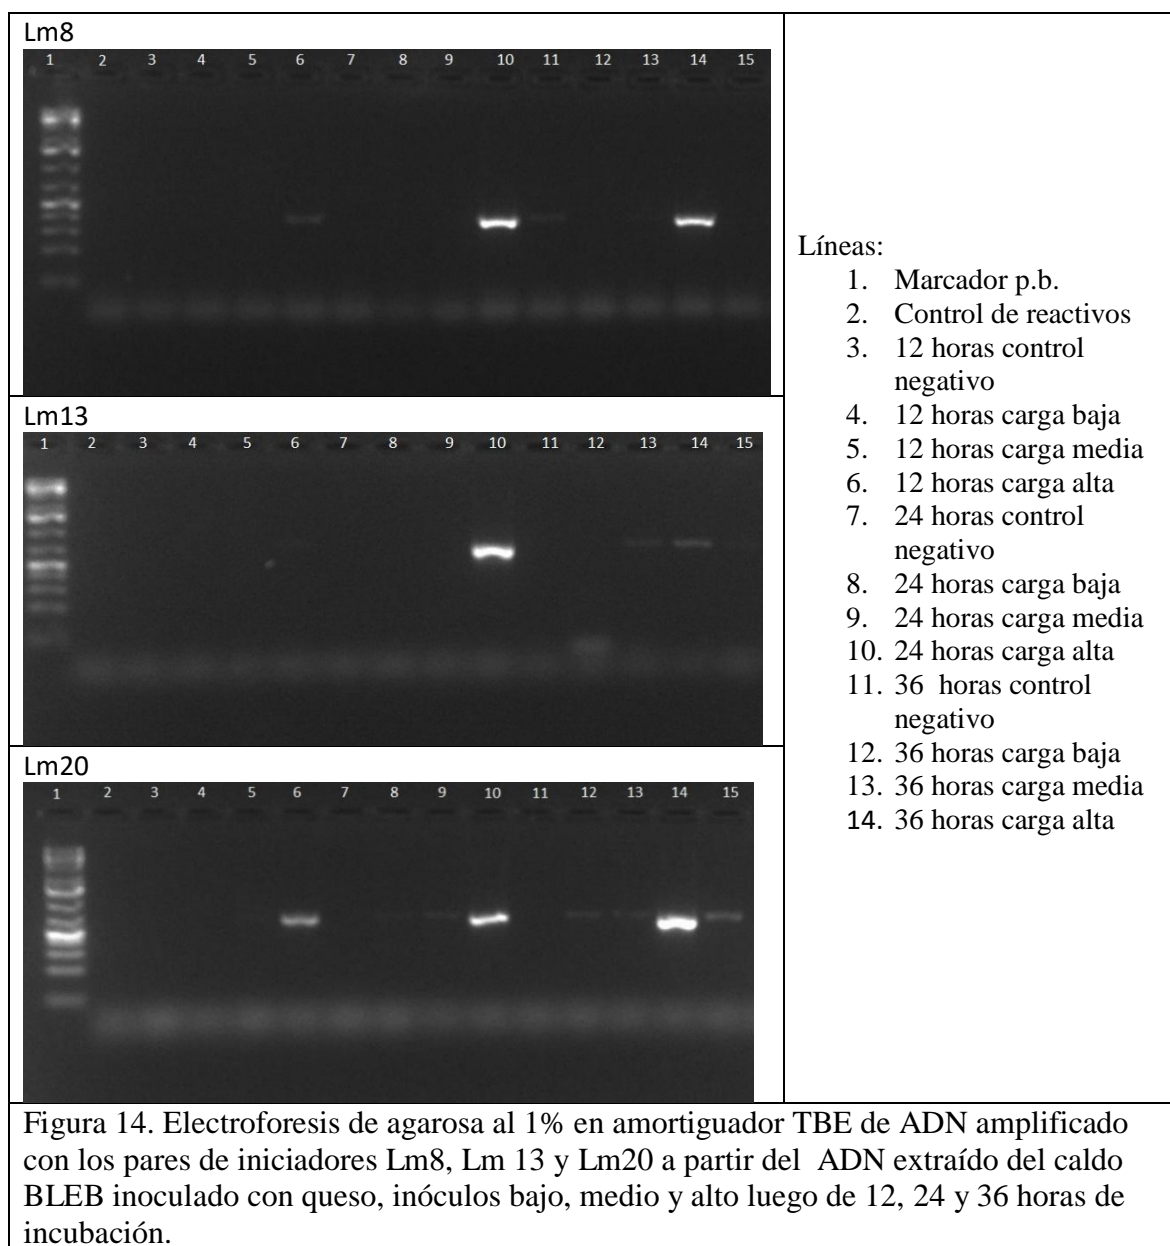 Lm8
1 2 3 4 5 6 7 8 9 10 11 12 13 14 15
Lm13
1 2 3 4 5 6 7 8 9 10 11 12 13 14 15
Lm20
1 2 3 4 5 6 7 8 9 10 11 12 13 14 15
Líneas:
1. Marcador p.b.
2. Control de reactivos
3. 12 horas control
negativo
4. 12 horas carga baja
5. 12 horas carga media
6. 12 horas carga alta
7. 24 horas control
negativo
8. 24 horas carga baja
9. 24 horas carga media
10. 24 horas carga alta
11. 36 horas control
negativo
12. 36 horas carga baja
13. 36 horas carga media
14. 36 horas carga alta
Figura 14. Electroforesis de agarosa al 1% en amortiguador TBE de ADN amplificado
con los pares de iniciadores Lm8, Lm 13 y Lm20 a partir del ADN extraído del caldo
BLEB inoculado con queso, inóculos bajo, medio y alto luego de 12, 24 y 36 horas de
incubación.